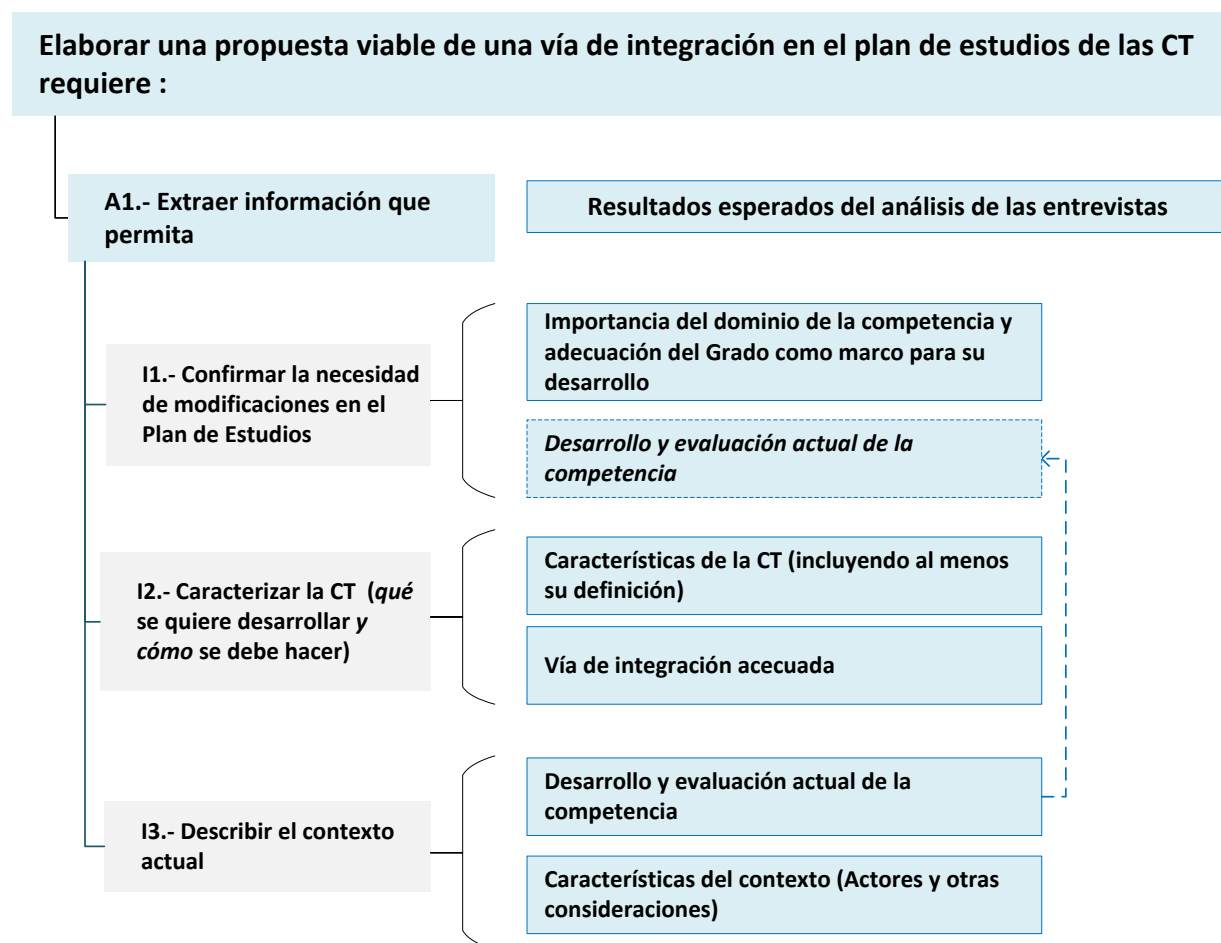 Elaborar una propuesta viable de una vía de integración en el plan de estudios de las CT
requiere :
A1.- Extraer información que
permita
Resultados esperados del análisis de las entrevistas
I1.- Confirmar la necesidad
de modificaciones en el
Plan de Estudios
Importancia del dominio de la competencia y
adecuación del Grado como marco para su
desarrollo
Desarrollo y evaluación actual de la
competencia
I2.- Caracterizar la CT (qué
se quiere desarrollar y
cómo se debe hacer)
Características de la CT (incluyendo al menos
su definición)
Vía de integración acecuada
I3.- Describir el contexto
actual
Desarrollo y evaluación actual de la
competencia
Características del contexto (Actores y otras
consideraciones)